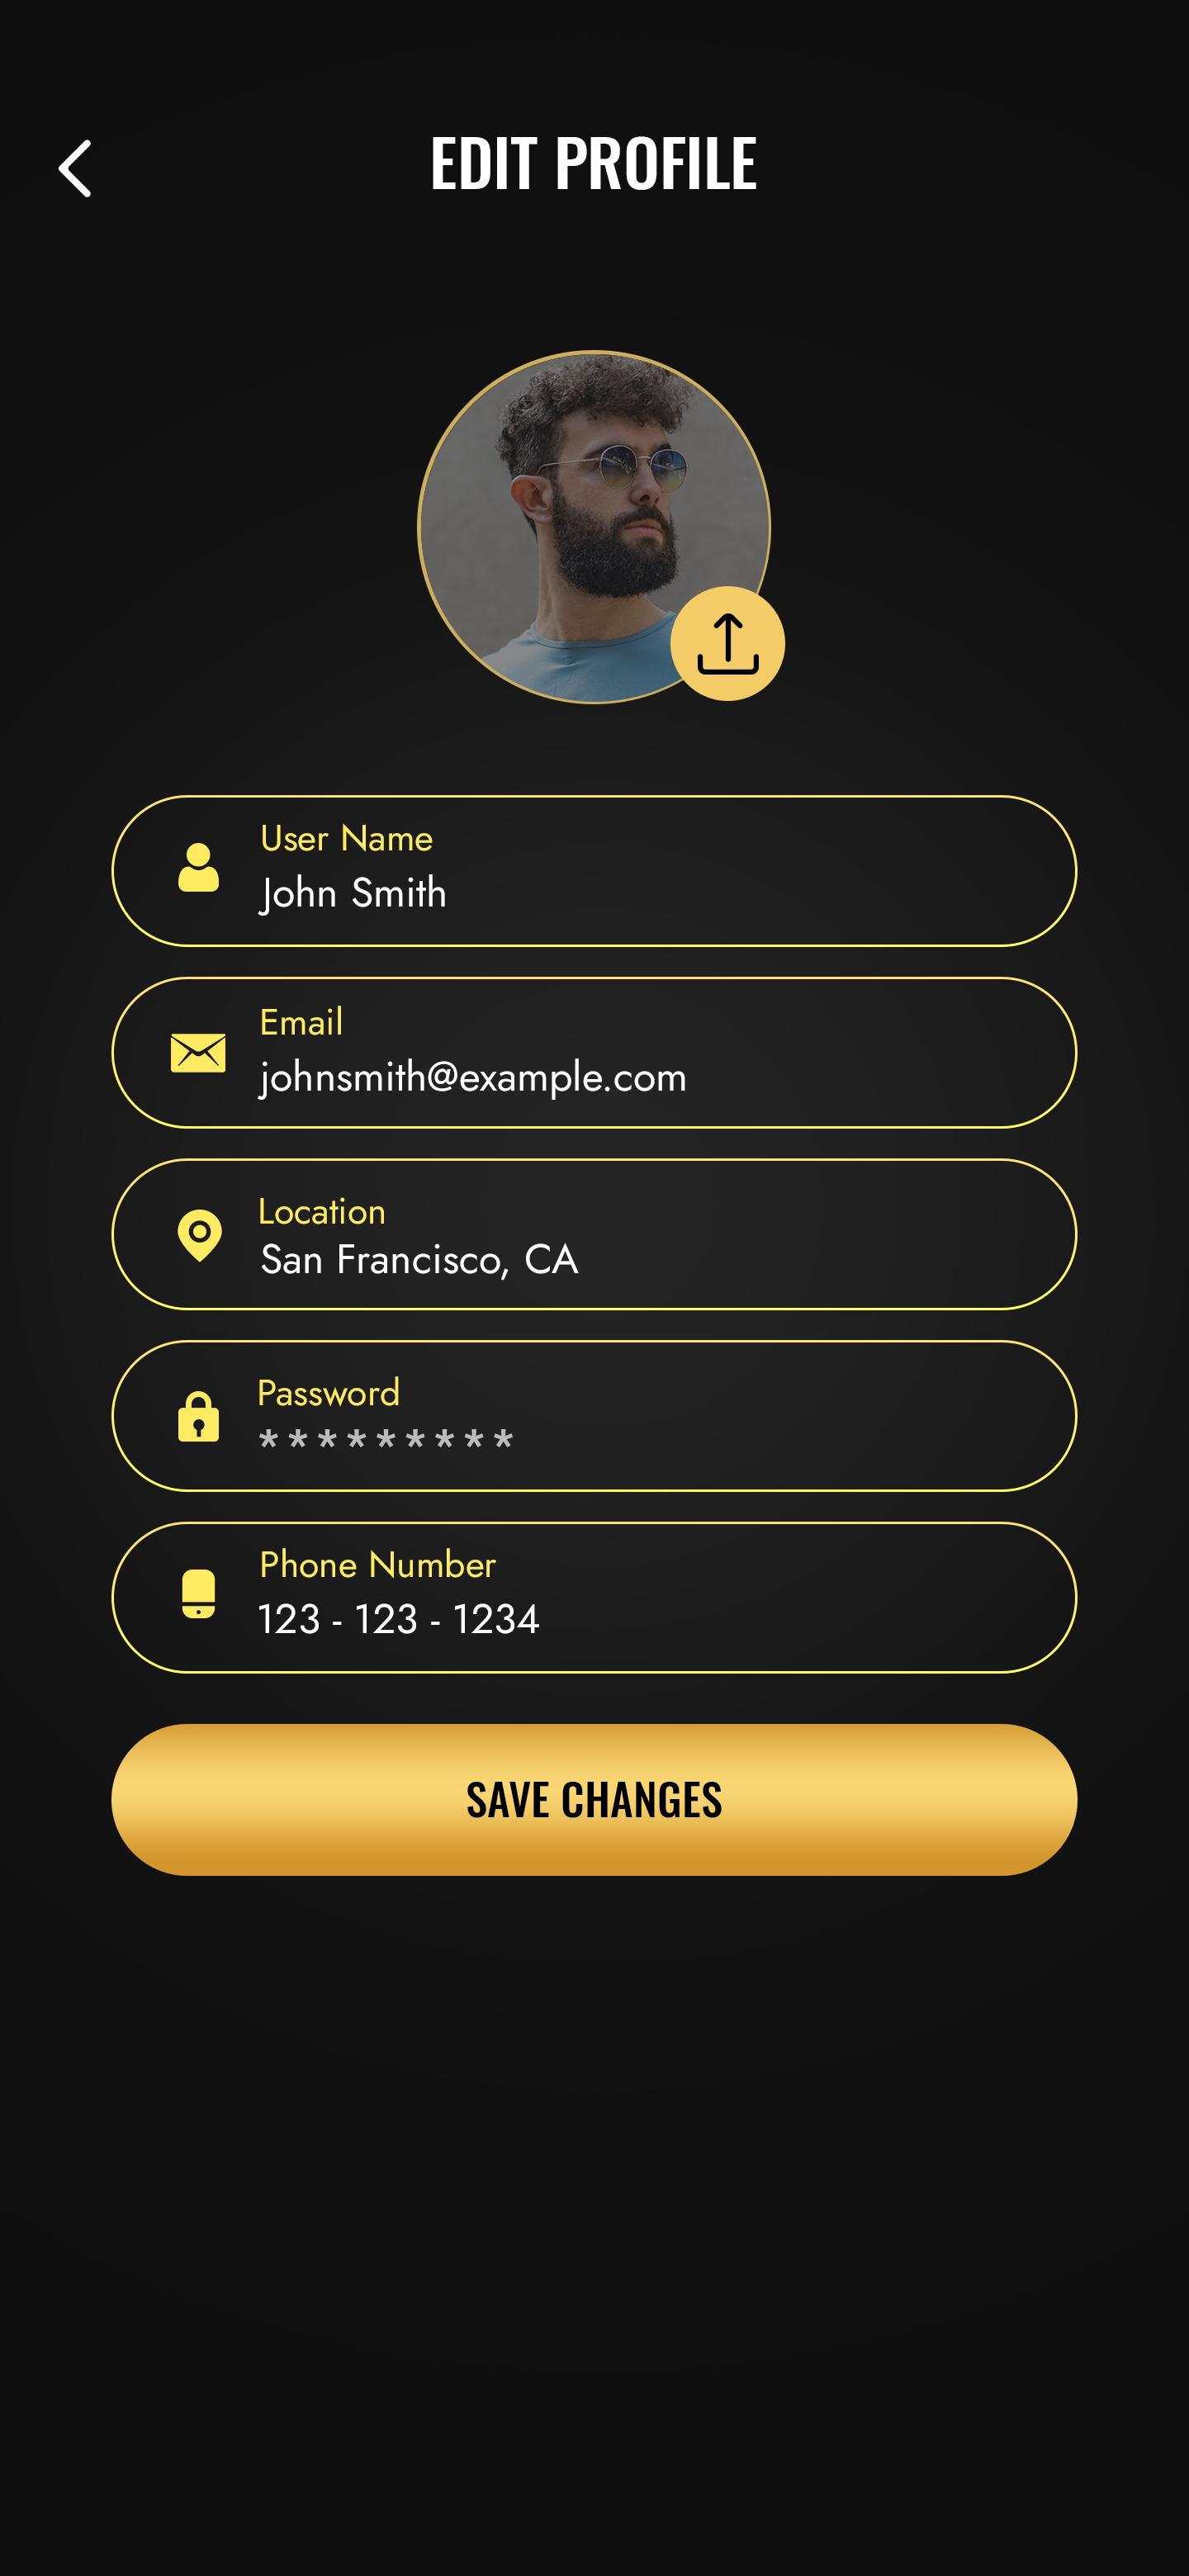 EDIT PROFILE
User Name
John Smith
Email
johnsmith@example.com
Location
San Francisco, CA
Password
*********
Phone Number
123 - 123 - 1234
SAVE CHANGES